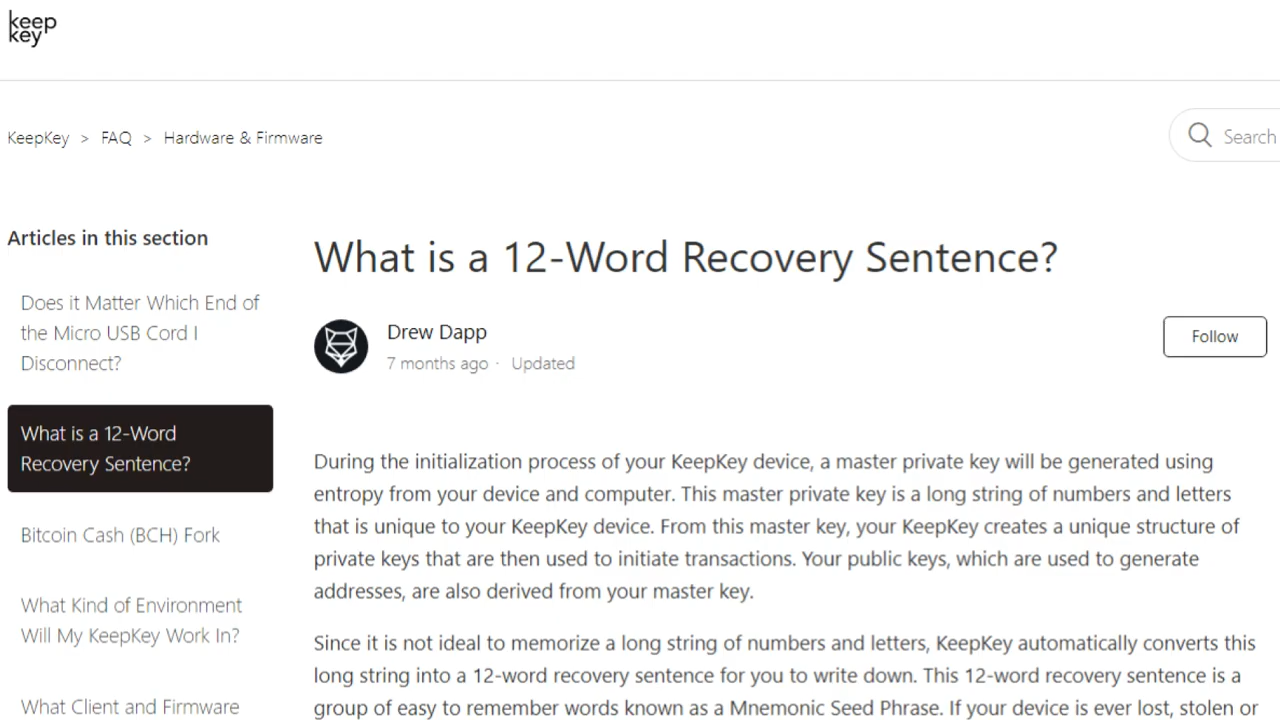 keep
key
KeepKey > FAQ > Hardware & Firmware
Search
Articles in this section
Does it Matter Which End of
the Micro USB Cord I
Disconnect?
What is a 12-Word
Recovery Sentence?
Bitcoin Cash (BCH) Fork
What Kind of Environment
Will My KeepKey Work In?
What Client and Firmware
What is a 12-Word Recovery Sentence?
Drew Dapp
7 months ago · Updated
Follow
During the initialization process of your KeepKey device, a master private key will be generated using
entropy from your device and computer. This master private key is a long string of numbers and letters
that is unique to your KeepKey device. From this master key, your KeepKey creates a unique structure of
private keys that are then used to initiate transactions. Your public keys, which are used to generate
addresses, are also derived from your master key.
Since it is not ideal to memorize a long string of numbers and letters, KeepKey automatically converts this
long string into a 12-word recovery sentence for you to write down. This 12-word recovery sentence is a
group of easy to remember words known as a Mnemonic Seed Phrase. If your device is ever lost, stolen or